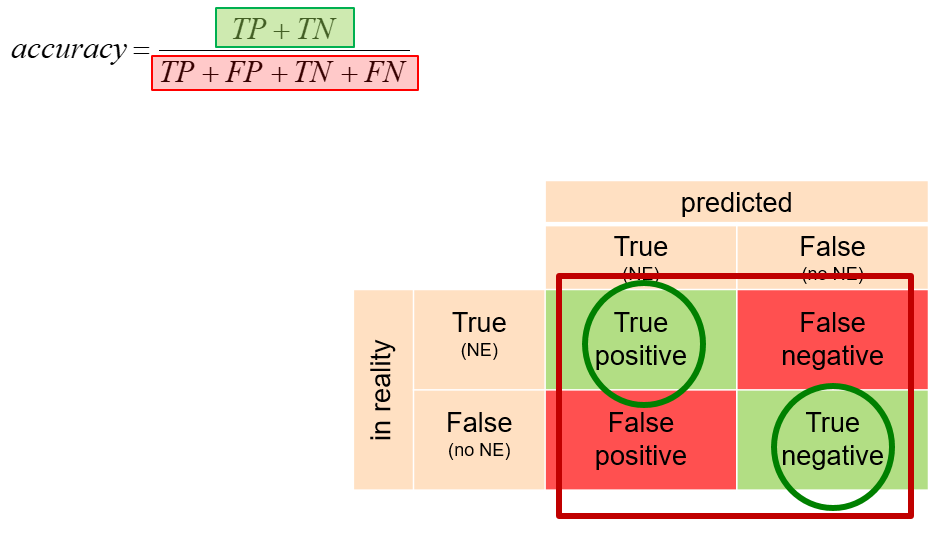 accuracy = TP + TN
TP + FP + TN + FN
predicted
True
(NE)
False
(no NE)
in reality
True
(NE)
True
positive
False
negative
False
(no NE)
False
positive
True
negative